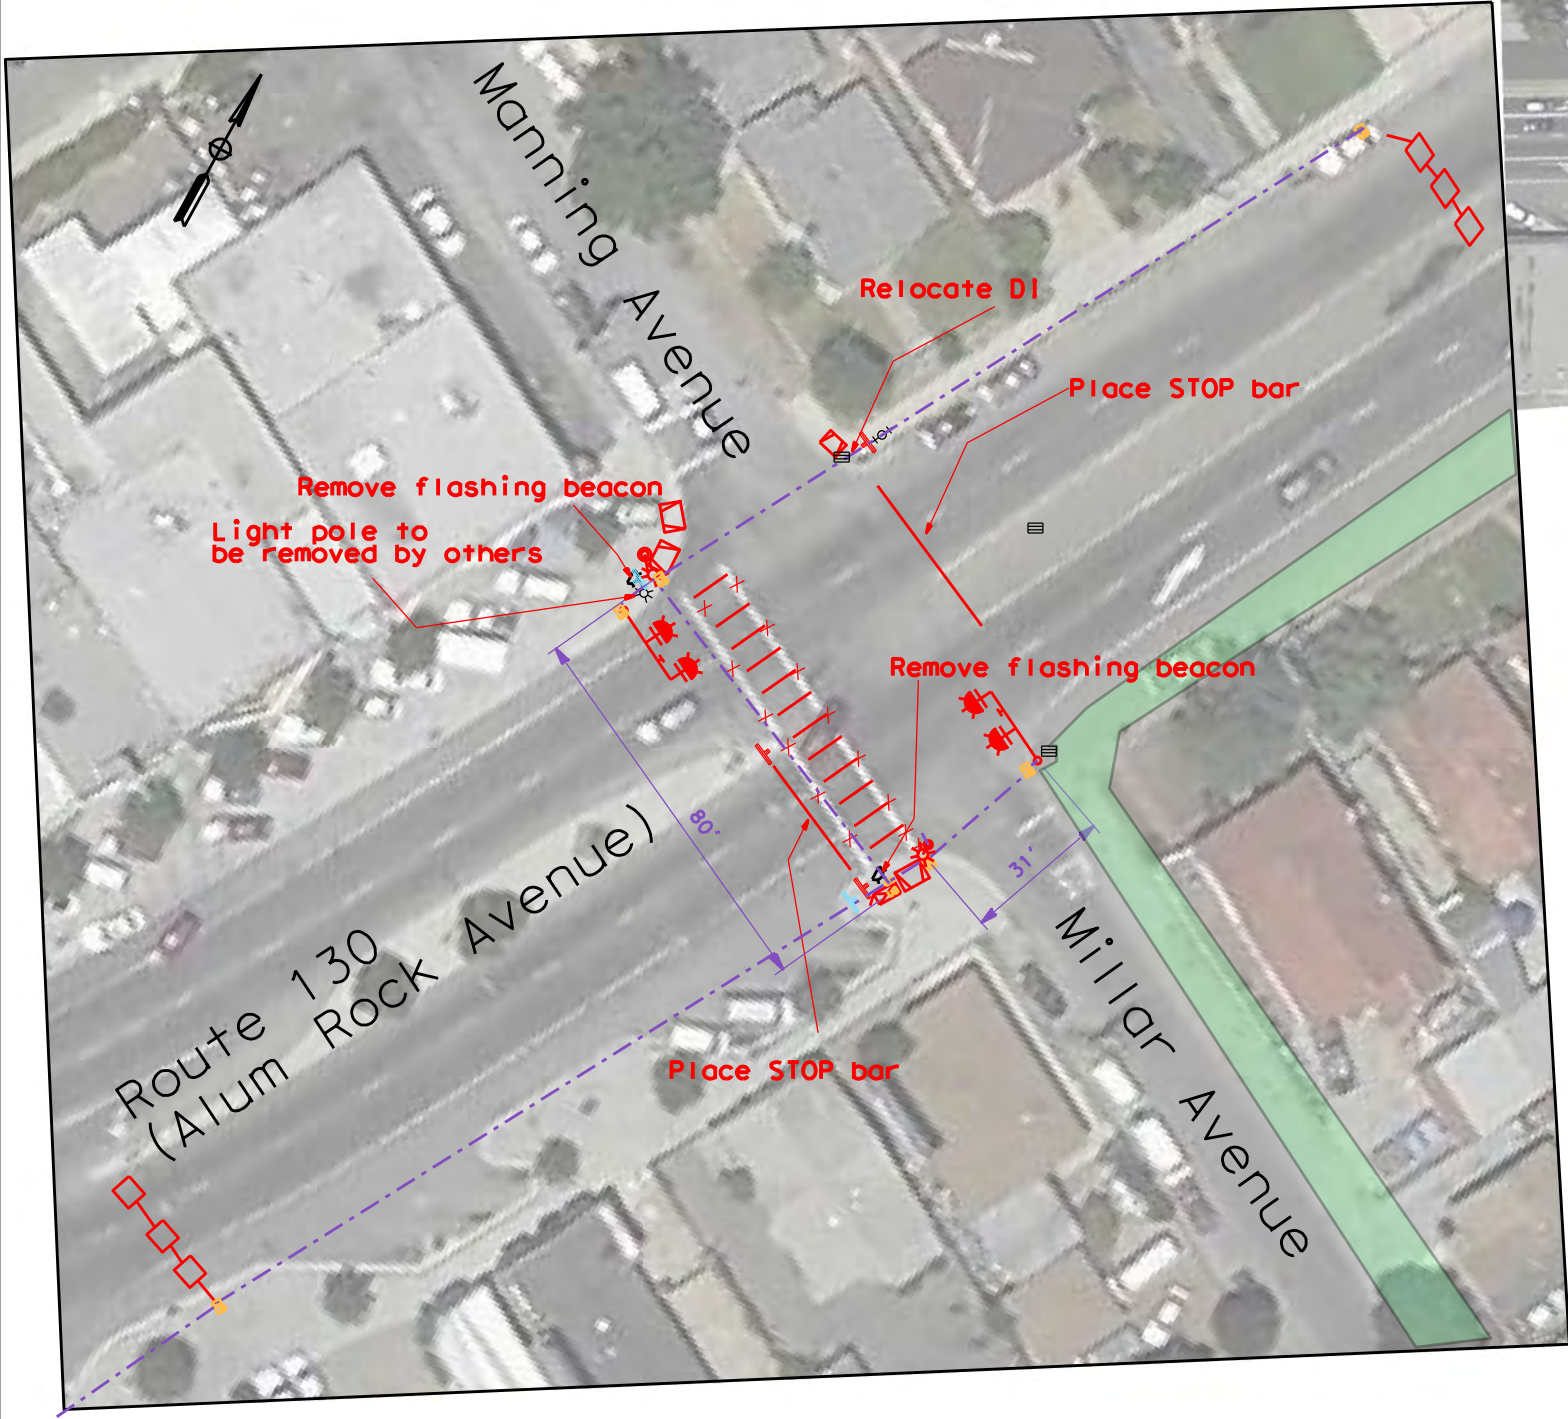 Manning Avenue
Relocate DI
Place STOP bar
Remove flashing beacon
Light pole to
be removed by others
Remove flashing beacon
80'
31'
Route 130
(Alum Rock Avenue)
Millar Avenue
Place STOP bar